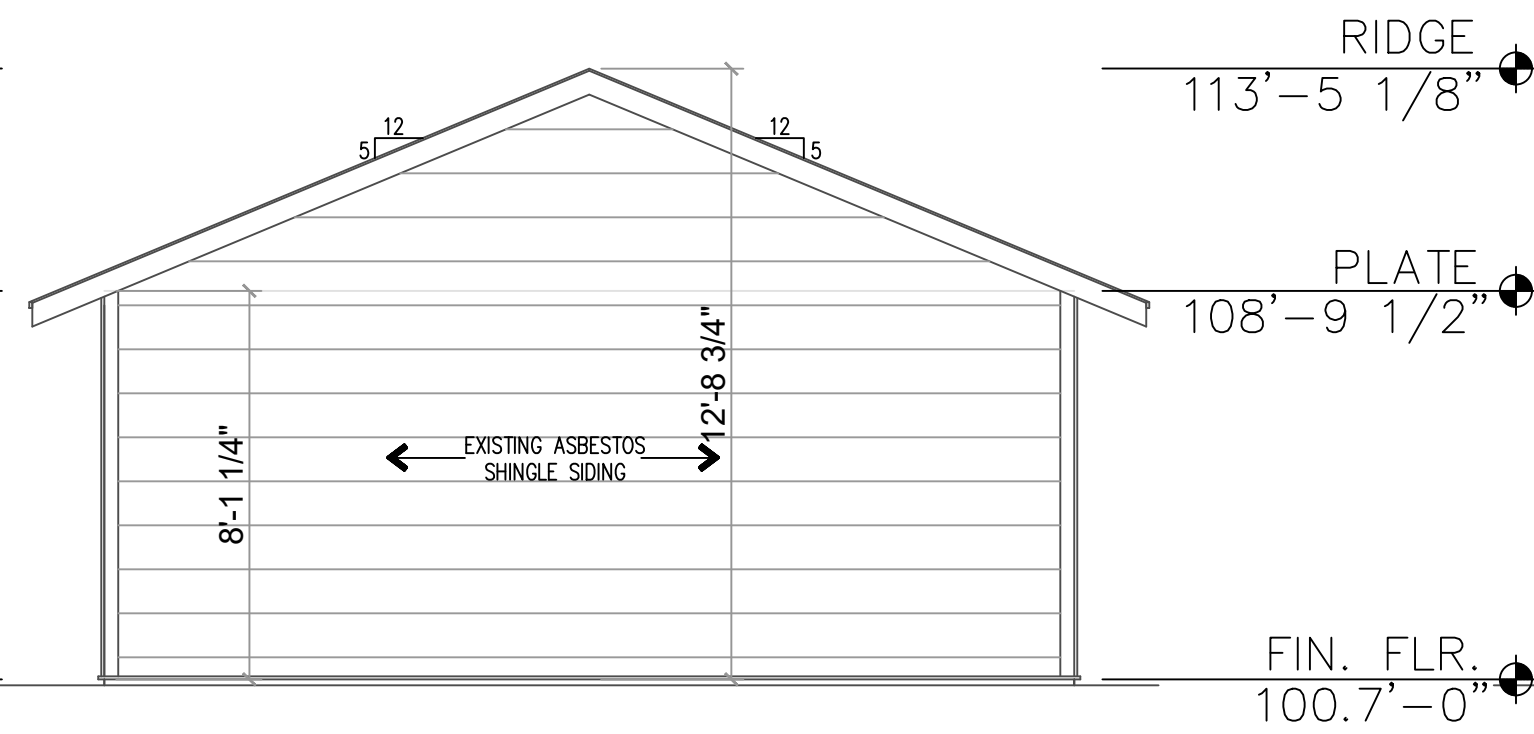 RIDGE
113'-5 1/8"
12
5
12
5
PLATE
108'-9 1/2"
12'-8 3/4"
8'-1 1/4"
EXISTING ASBESTOS
SHINGLE SIDING
FIN. FLR.
100.7'-0"